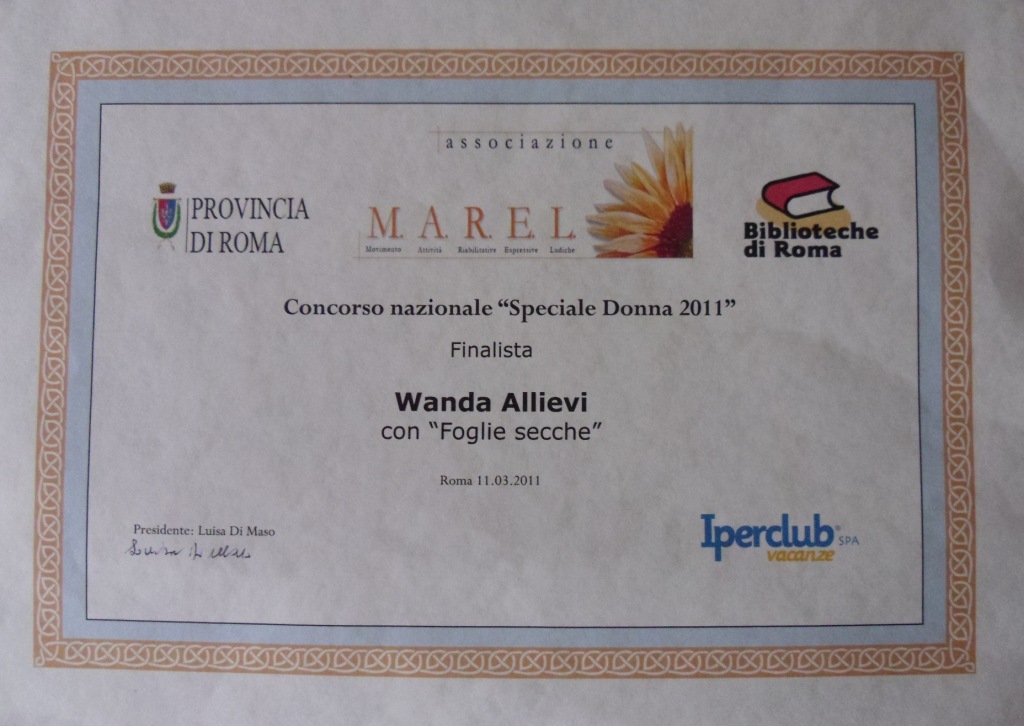 associazione
PROVINCIA
DI ROMA
M. A. R. E. L.
Movimento Attività Riabilitative Espressive Ludiche
Biblioteche
di Roma
Concorso nazionale “Speciale Donna 2011”
Finalista
Wanda Allievi
con “Foglie secche”
Roma 11.03.2011
Presidente: Luisa Di Maso
Iperclub® SPA
vacanze